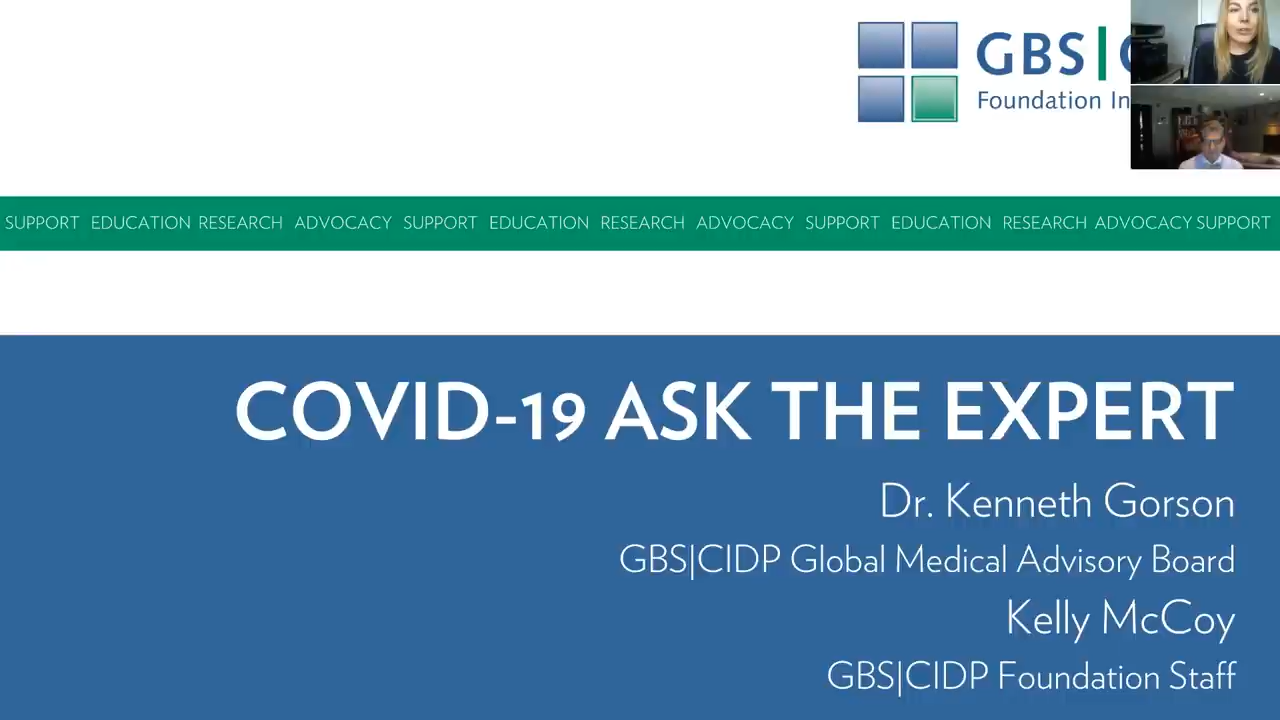 GBS|
Foundation In
SUPPORT EDUCATION RESEARCH ADVOCACY SUPPORT EDUCATION RESEARCH ADVOCACY SUPPORT EDUCATION RESEARCH ADVOCACY SUPPORT
COVID-19 ASK THE EXPERT
Dr. Kenneth Gorson
GBS|CIDP Global Medical Advisory Board
Kelly McCoy
GBS|CIDP Foundation Staff